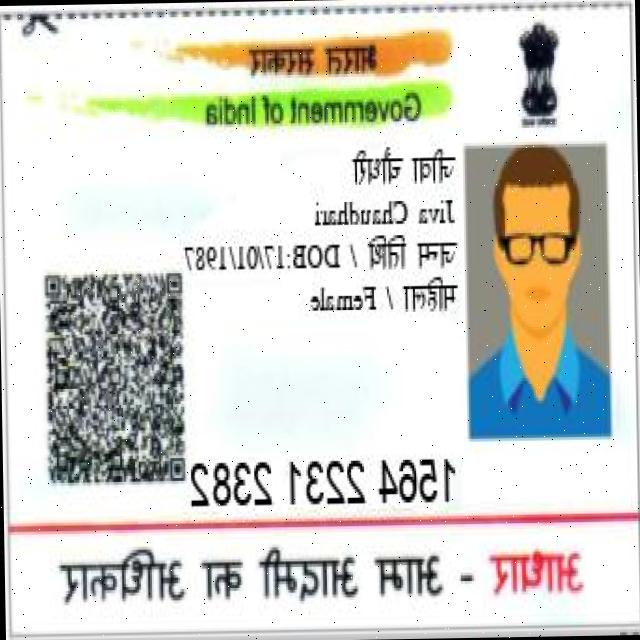 भारत सरकार
Government of India
जीवा चौधरी
Jiva Chaudhari
जन्म तिथि / DOB:17/01/1987
महिला / Female
1564 2231 2382
आधार - आम आदमी का अधिकार